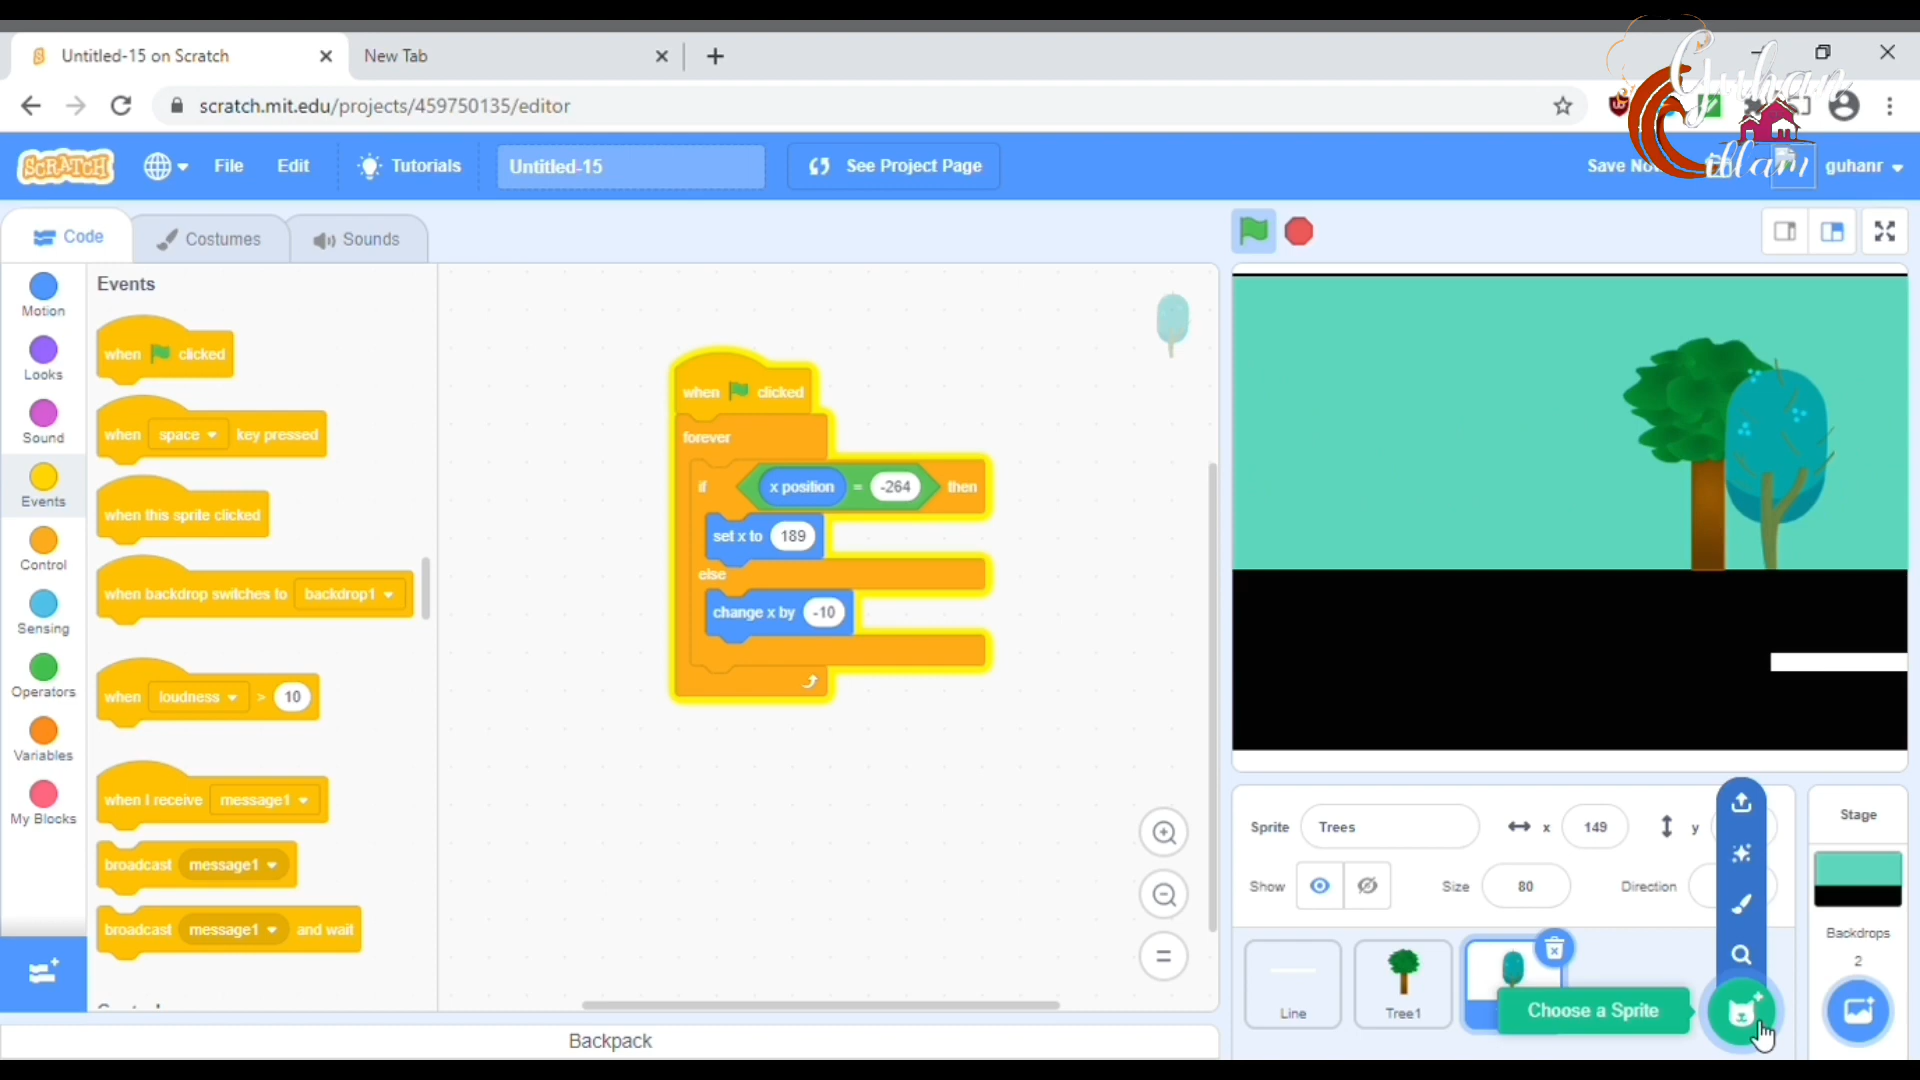 Untitled-15 on Scratch
New Tab
scratch.mit.edu/projects/459750135/editor
Guhan
illam
SCRATCH
File
Edit
Tutorials
Untitled-15
See Project Page
guhanr
Code
Costumes
Sounds
Motion
Looks
Sound
Events
Control
Sensing
Operators
Variables
My Blocks
Events
when clicked
when space key pressed
when this sprite clicked
when backdrop switches to backdrop1
when loudness > 10
when I receive message1
broadcast message1
broadcast message1 and wait
when clicked
forever
if x position = -264 then
set x to 189
else
change x by -10
Sprite Trees x 149 y
Show Size 80 Direction
Line
Tree1
Choose a Sprite
Stage
Backdrops
2
Backpack